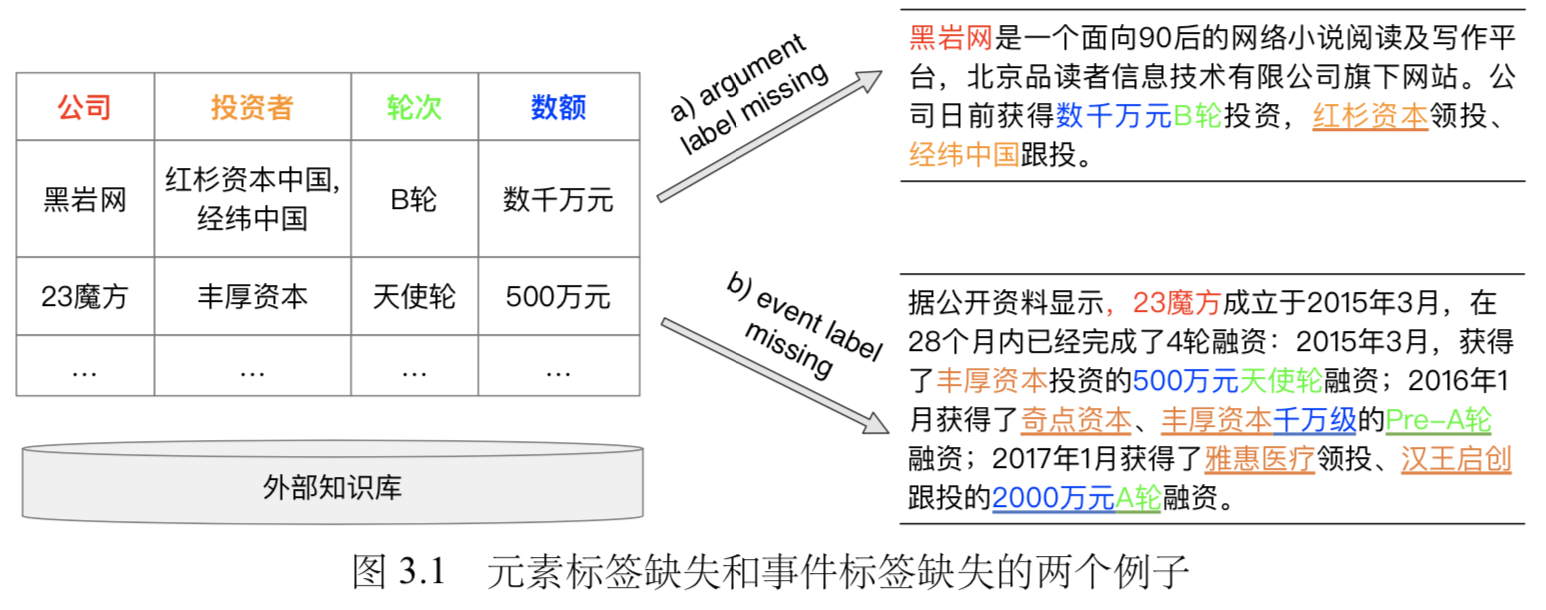 公司 投资者 轮次 数额
黑岩网 红杉资本中国, 经纬中国 B轮 数千万元
23魔方 丰厚资本 天使轮 500万元
... ... ... ...
外部知识库
a) argument
label missing
b) event label
missing
黑岩网是一个面向90后的网络小说阅读及写作平
台，北京品读者信息技术有限公司旗下网站。公
司日前获得数千万元B轮投资，红杉资本领投、
经纬中国跟投。
据公开资料显示，23魔方成立于2015年3月，在
28个月内已经完成了4轮融资：2015年3月，获得
了丰厚资本投资的500万元天使轮融资；2016年1
月获得了奇点资本、丰厚资本千万级的Pre-A轮
融资；2017年1月获得了雅惠医疗领投、汉王启创
跟投的2000万元A轮融资。
图 3.1 元素标签缺失和事件标签缺失的两个例子